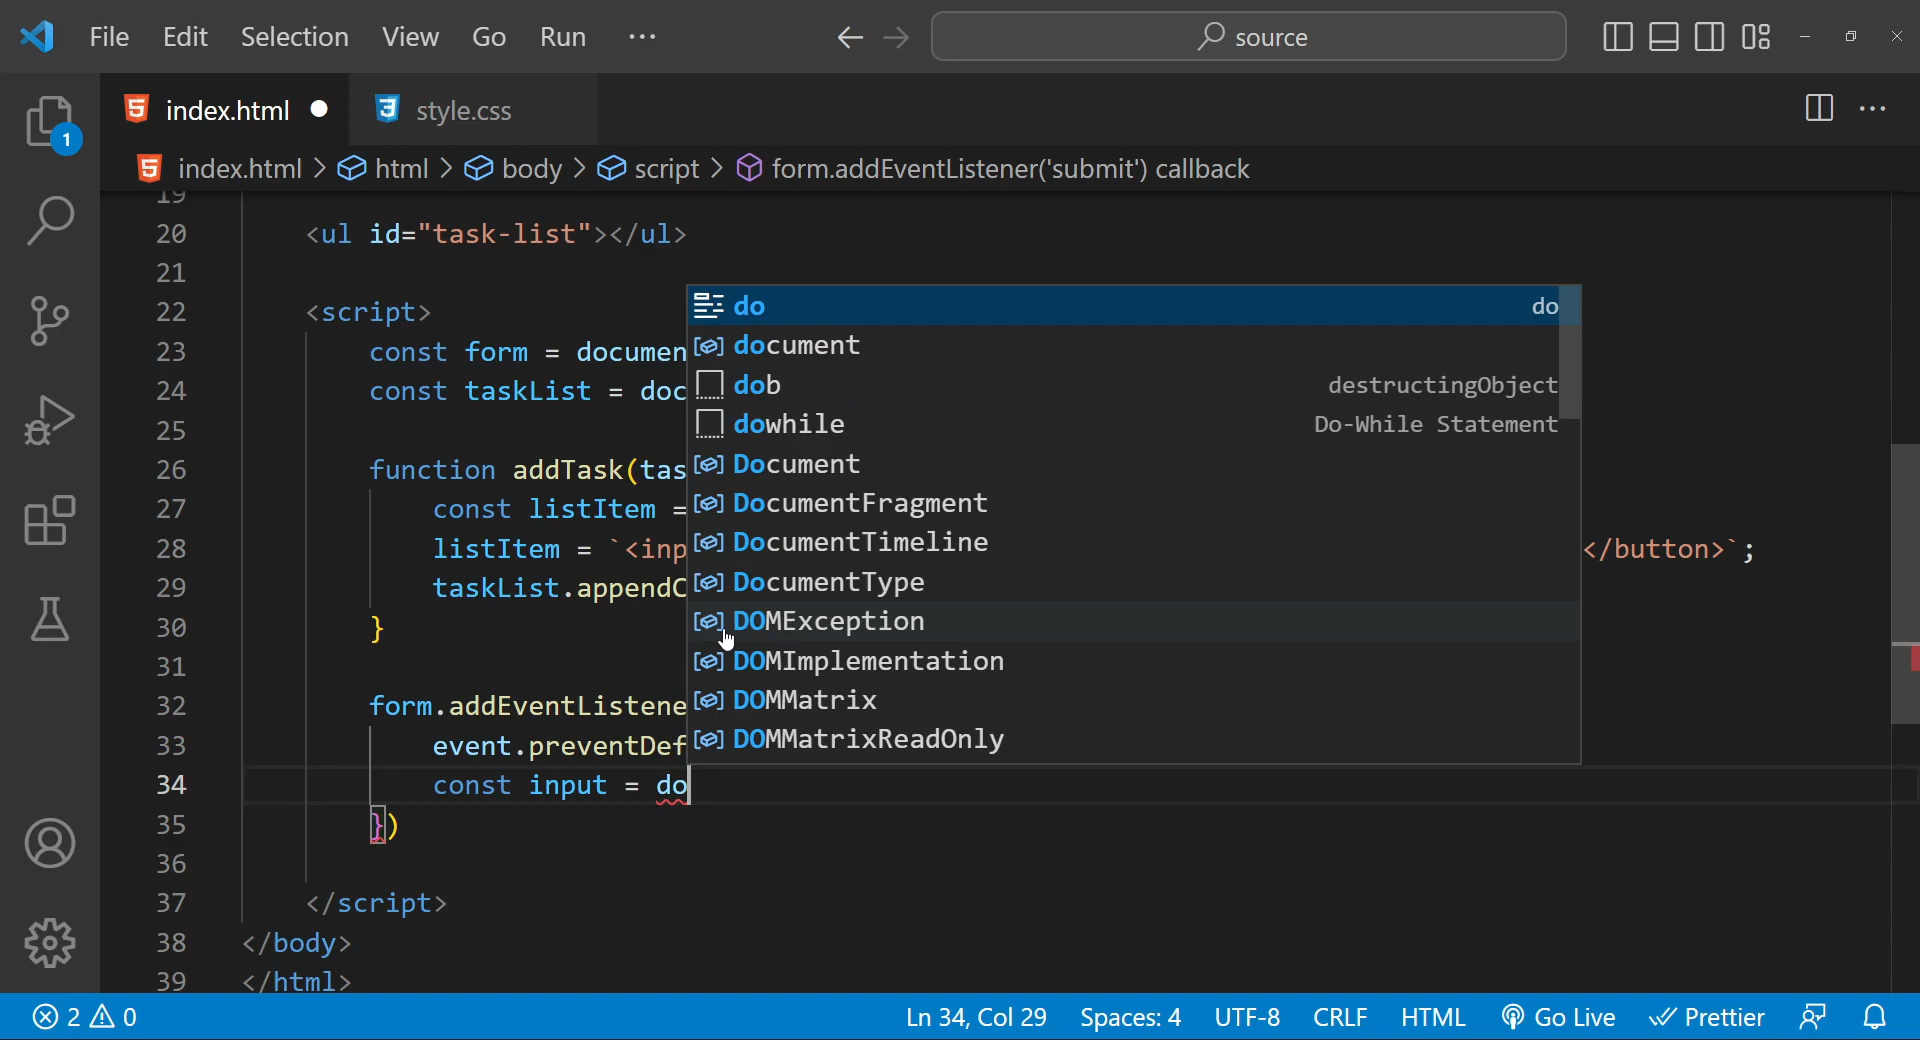 File Edit Selection View Go Run ··· source
index.html style.css
1
index.html > html > body > script > form.addEventListener('submit') callback
19
20 <ul id="task-list"></ul>
21
22 <script>
23 const form = documen
24 const taskList = doc
25
26 function addTask(tas
27 const listItem =
28 listItem = `<inp </button>`;
29 taskList.appendC
30 }
31
32 form.addEventListene
33 event.preventDef
34 const input = do
35 })
36
37 </script>
38 </body>
39 </html>
do do
document
dob destructingObject
dowhile Do-While Statement
Document
DocumentFragment
DocumentTimeline
DocumentType
DOMException
DOMImplementation
DOMMatrix
DOMMatrixReadOnly
2 0 Ln 34, Col 29 Spaces: 4 UTF-8 CRLF HTML Go Live Prettier